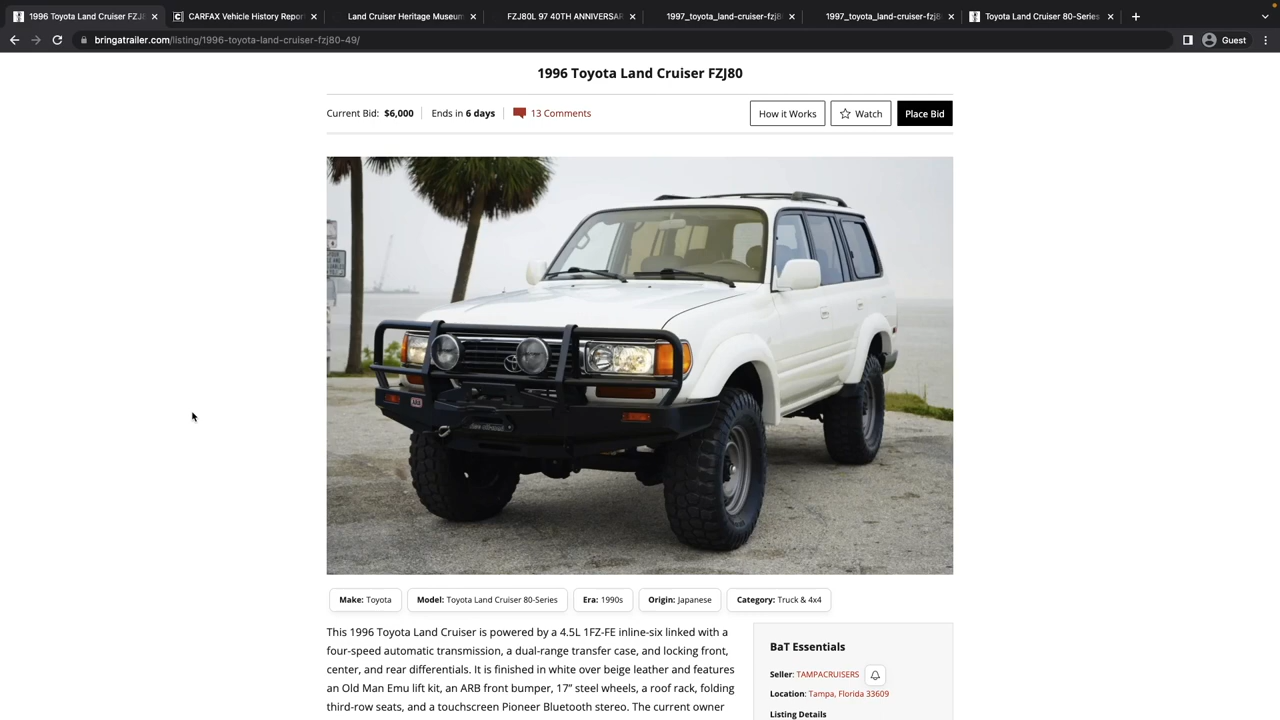 1996 Toyota Land Cruiser FZJ
CARFAX Vehicle History Repor
Land Cruiser Heritage Museum
FZJ80L 97 40TH ANNIVERSAR
1997_toyota_land-cruiser-fzj8
1997_toyota_land-cruiser-fzj8
Toyota Land Cruiser 80-Series
bringatrailer.com/listing/1996-toyota-land-cruiser-fzj80-49/
Guest
1996 Toyota Land Cruiser FZJ80
Current Bid: $6,000
Ends in 6 days
13 Comments
How it Works
Watch
Place Bid
ARB
Make: Toyota
Model: Toyota Land Cruiser 80-Series
Era: 1990s
Origin: Japanese
Category: Truck & 4x4
This 1996 Toyota Land Cruiser is powered by a 4.5L 1FZ-FE inline-six linked with a
four-speed automatic transmission, a dual-range transfer case, and locking front,
center, and rear differentials. It is finished in white over beige leather and features
an Old Man Emu lift kit, an ARB front bumper, 17” steel wheels, a roof rack, folding
third-row seats, and a touchscreen Pioneer Bluetooth stereo. The current owner
BaT Essentials
Seller: TAMPACRUISERS
Location: Tampa, Florida 33609
Listing Details